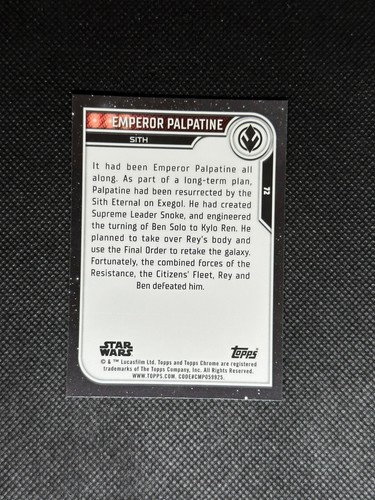 EMPEROR PALPATINE
SITH
72
It had been Emperor Palpatine all
along. As part of a long-term plan,
Palpatine had been resurrected by the
Sith Eternal on Exegol. He had created
Supreme Leader Snoke, and engineered
the turning of Ben Solo to Kylo Ren. He
planned to take over Rey's body and
use the Final Order to retake the galaxy.
Fortunately, the combined forces of the
Resistance, the Citizens' Fleet, Rey and
Ben defeated him.
STAR WARS
Topps
© & ™ Lucasfilm Ltd. Topps and Topps Chrome are registered
trademarks of The Topps Company, Inc. All Rights Reserved.
WWW.TOPPS.COM. CODE#CMP059925.